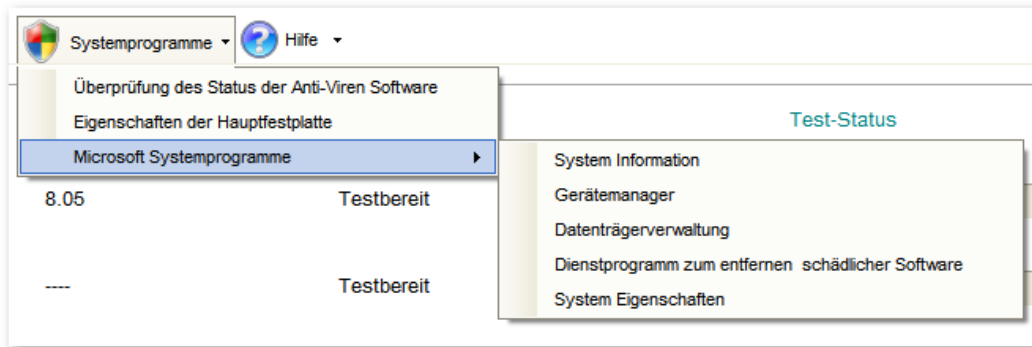 Systemprogramme Hilfe
Überprüfung des Status der Anti-Viren Software
Eigenschaften der Hauptfestplatte
Microsoft Systemprogramme
Test-Status
System Information
Gerätemanager
Datenträgerverwaltung
Dienstprogramm zum entfernen schädlicher Software
System Eigenschaften
8.05 Testbereit
---- Testbereit